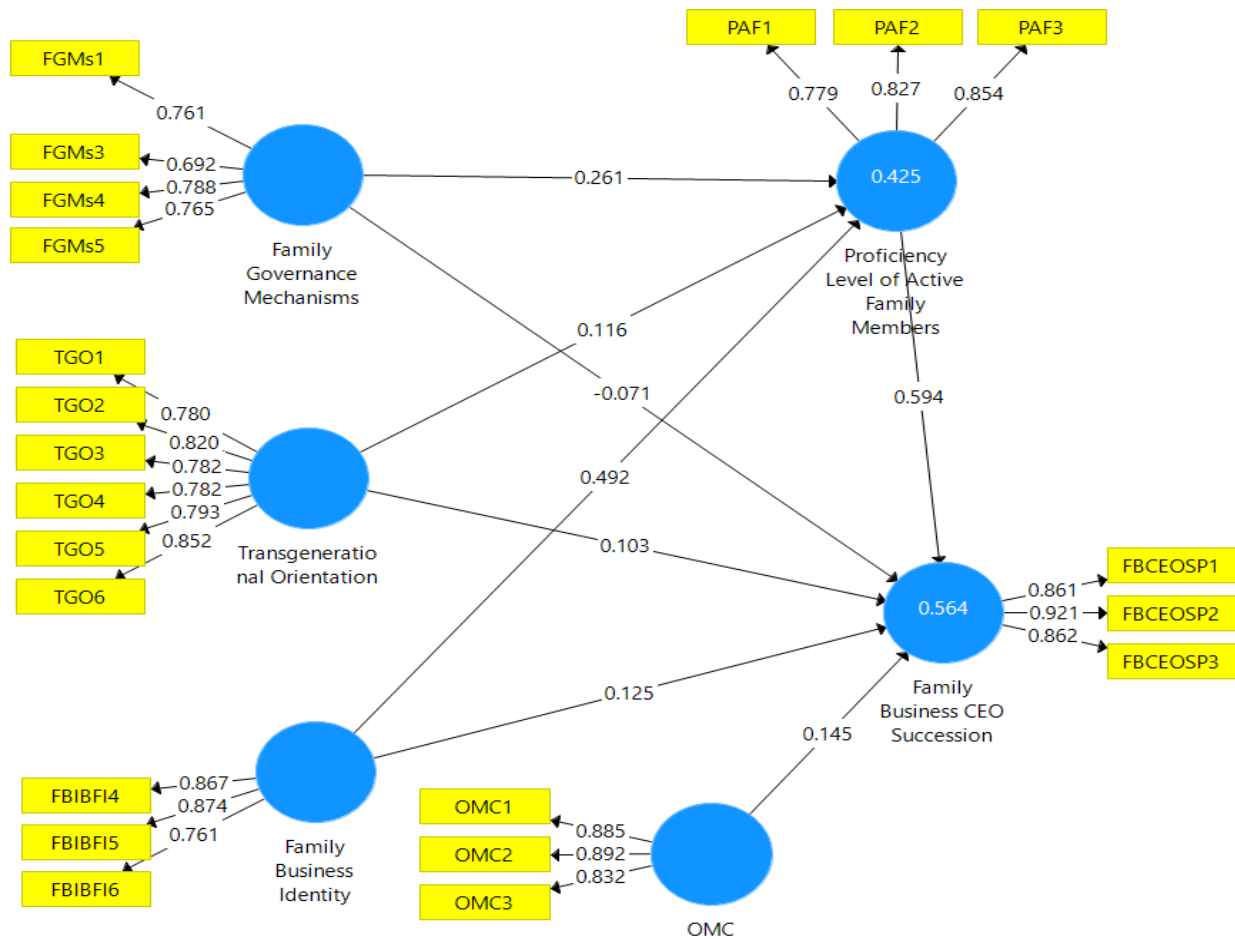 PAF1
PAF2
PAF3
0.779
0.827
0.854
FGMs1
FGMs3
FGMs4
FGMs5
0.761
0.692
0.788
0.765
Family
Governance
Mechanisms
0.261
0.425
Proficiency
Level of Active
Family
Members
0.116
-0.071
0.594
TGO1
TGO2
TGO3
TGO4
TGO5
TGO6
0.780
0.820
0.782
0.782
0.793
0.852
Transgeneratio
nal Orientation
0.492
0.103
0.564
Family
Business CEO
Succession
0.861
0.921
0.862
FBCEOSP1
FBCEOSP2
FBCEOSP3
0.125
0.145
FBIBFI4
FBIBFI5
FBIBFI6
0.867
0.874
0.761
Family
Business
Identity
OMC1
OMC2
OMC3
0.885
0.892
0.832
OMC